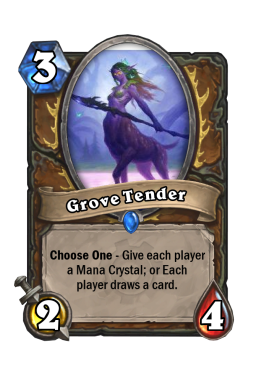 3
Grove Tender
Choose One - Give each player
a Mana Crystal; or Each
player draws a card.
2
4